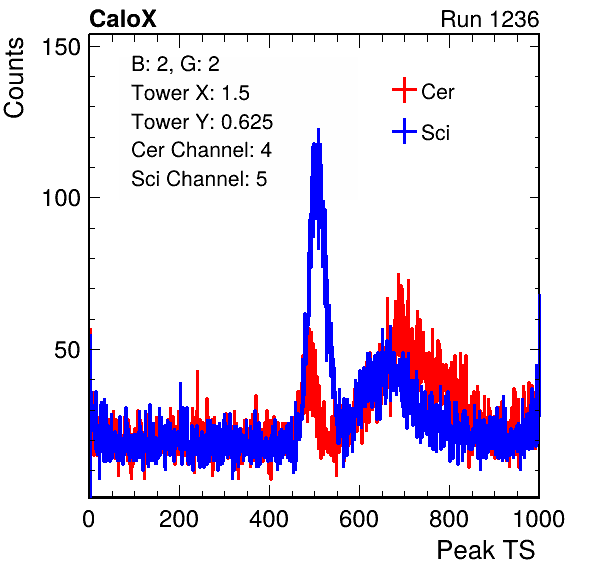 CaloX
Run 1236
Counts
150
100
50
B: 2, G: 2
Tower X: 1.5
Tower Y: 0.625
Cer Channel: 4
Sci Channel: 5
Cer
Sci
0 200 400 600 800 1000
Peak TS